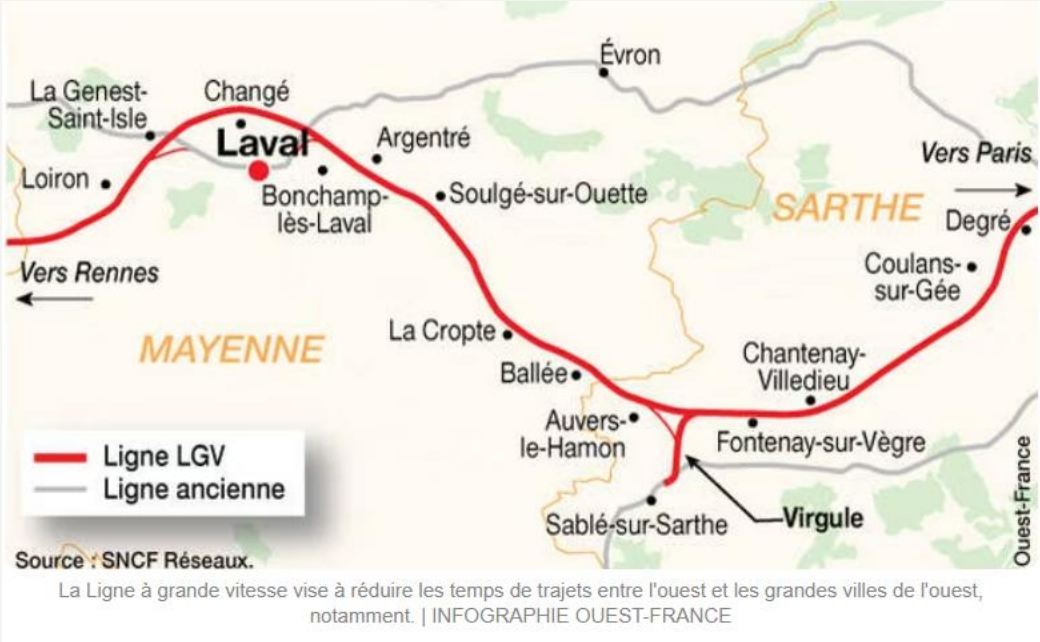 Évron
La Genest-
Saint-Isle
Changé
Laval
Argentré
Loiron
Bonchamp-
lès-Laval
Soulgé-sur-Ouette
Vers Paris
SARTHE
Degré
Vers Rennes
Coulans-
sur-Gée
MAYENNE
La Cropte
Ballée
Chantenay-
Villedieu
Auvers-
le-Hamon
Fontenay-sur-Vègre
Ligne LGV
Ligne ancienne
Sablé-sur-Sarthe
Virgule
Ouest-France
Source : SNCF Réseaux.
La Ligne à grande vitesse vise à réduire les temps de trajets entre l'ouest et les grandes villes de l'ouest,
notamment. | INFOGRAPHIE OUEST-FRANCE